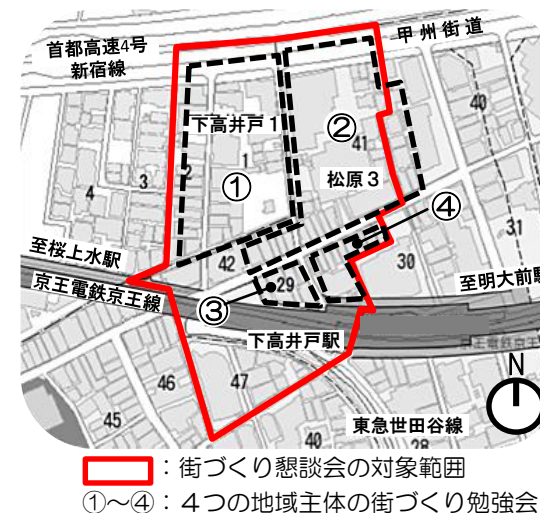 首都高速4号
新宿線
甲州街道
40
下高井戸1
②
41
1
2
3
4
①
松原3
④
31
至桜上水駅
42
30
至明大前駅
京王電鉄京王線
29
③
下高井戸駅
N
46
47
45
東急世田谷線
40
28
：街づくり懇談会の対象範囲
①～④：４つの地域主体の街づくり勉強会